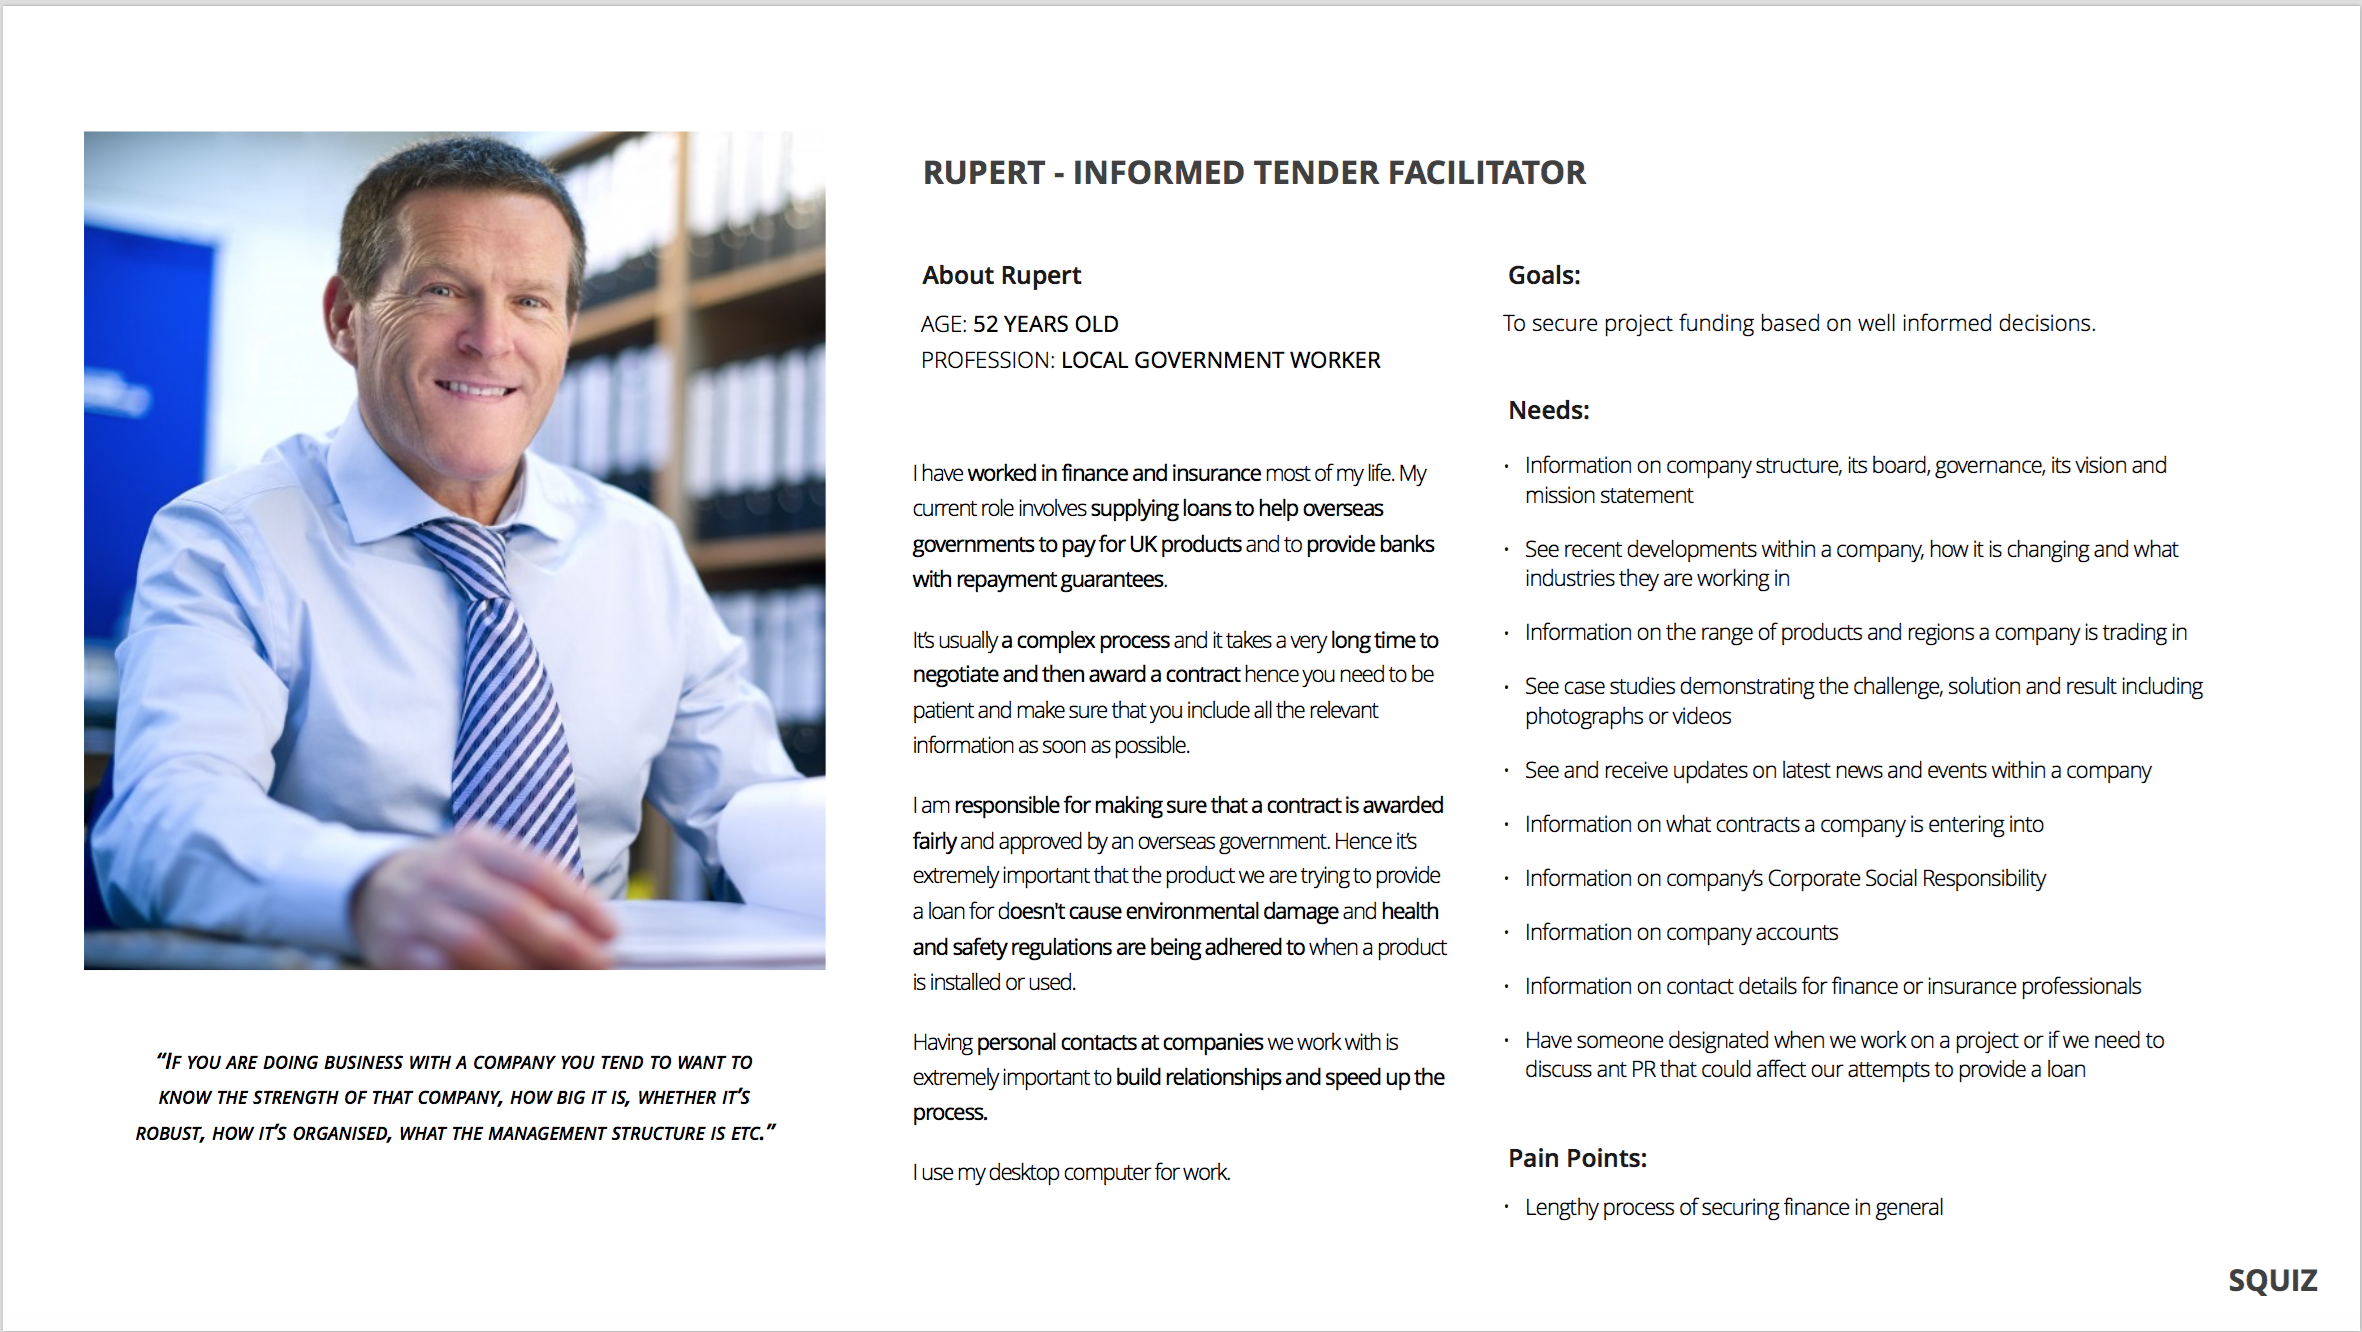 RUPERT - INFORMED TENDER FACILITATOR
About Rupert
AGE: 52 YEARS OLD
PROFESSION: LOCAL GOVERNMENT WORKER
I have worked in finance and insurance most of my life. My
current role involves supplying loans to help overseas
governments to pay for UK products and to provide banks
with repayment guarantees.
It's usually a complex process and it takes a very long time to
negotiate and then award a contract hence you need to be
patient and make sure that you include all the relevant
information as soon as possible.
I am responsible for making sure that a contract is awarded
fairly and approved by an overseas government. Hence it's
extremely important that the product we are trying to provide
a loan for doesn't cause environmental damage and health
and safety regulations are being adhered to when a product
is installed or used.
Having personal contacts at companies we work with is
extremely important to build relationships and speed up the
process.
I use my desktop computer for work.
Goals:
To secure project funding based on well informed decisions.
Needs:
· Information on company structure, its board, governance, its vision and
mission statement
· See recent developments within a company, how it is changing and what
industries they are working in
· Information on the range of products and regions a company is trading in
· See case studies demonstrating the challenge, solution and result including
photographs or videos
· See and receive updates on latest news and events within a company
· Information on what contracts a company is entering into
· Information on company's Corporate Social Responsibility
· Information on company accounts
· Information on contact details for finance or insurance professionals
· Have someone designated when we work on a project or if we need to
discuss ant PR that could affect our attempts to provide a loan
Pain Points:
· Lengthy process of securing finance in general
“IF YOU ARE DOING BUSINESS WITH A COMPANY YOU TEND TO WANT TO
KNOW THE STRENGTH OF THAT COMPANY, HOW BIG IT IS, WHETHER IT'S
ROBUST, HOW IT'S ORGANISED, WHAT THE MANAGEMENT STRUCTURE IS ETC.”
SQUIZ